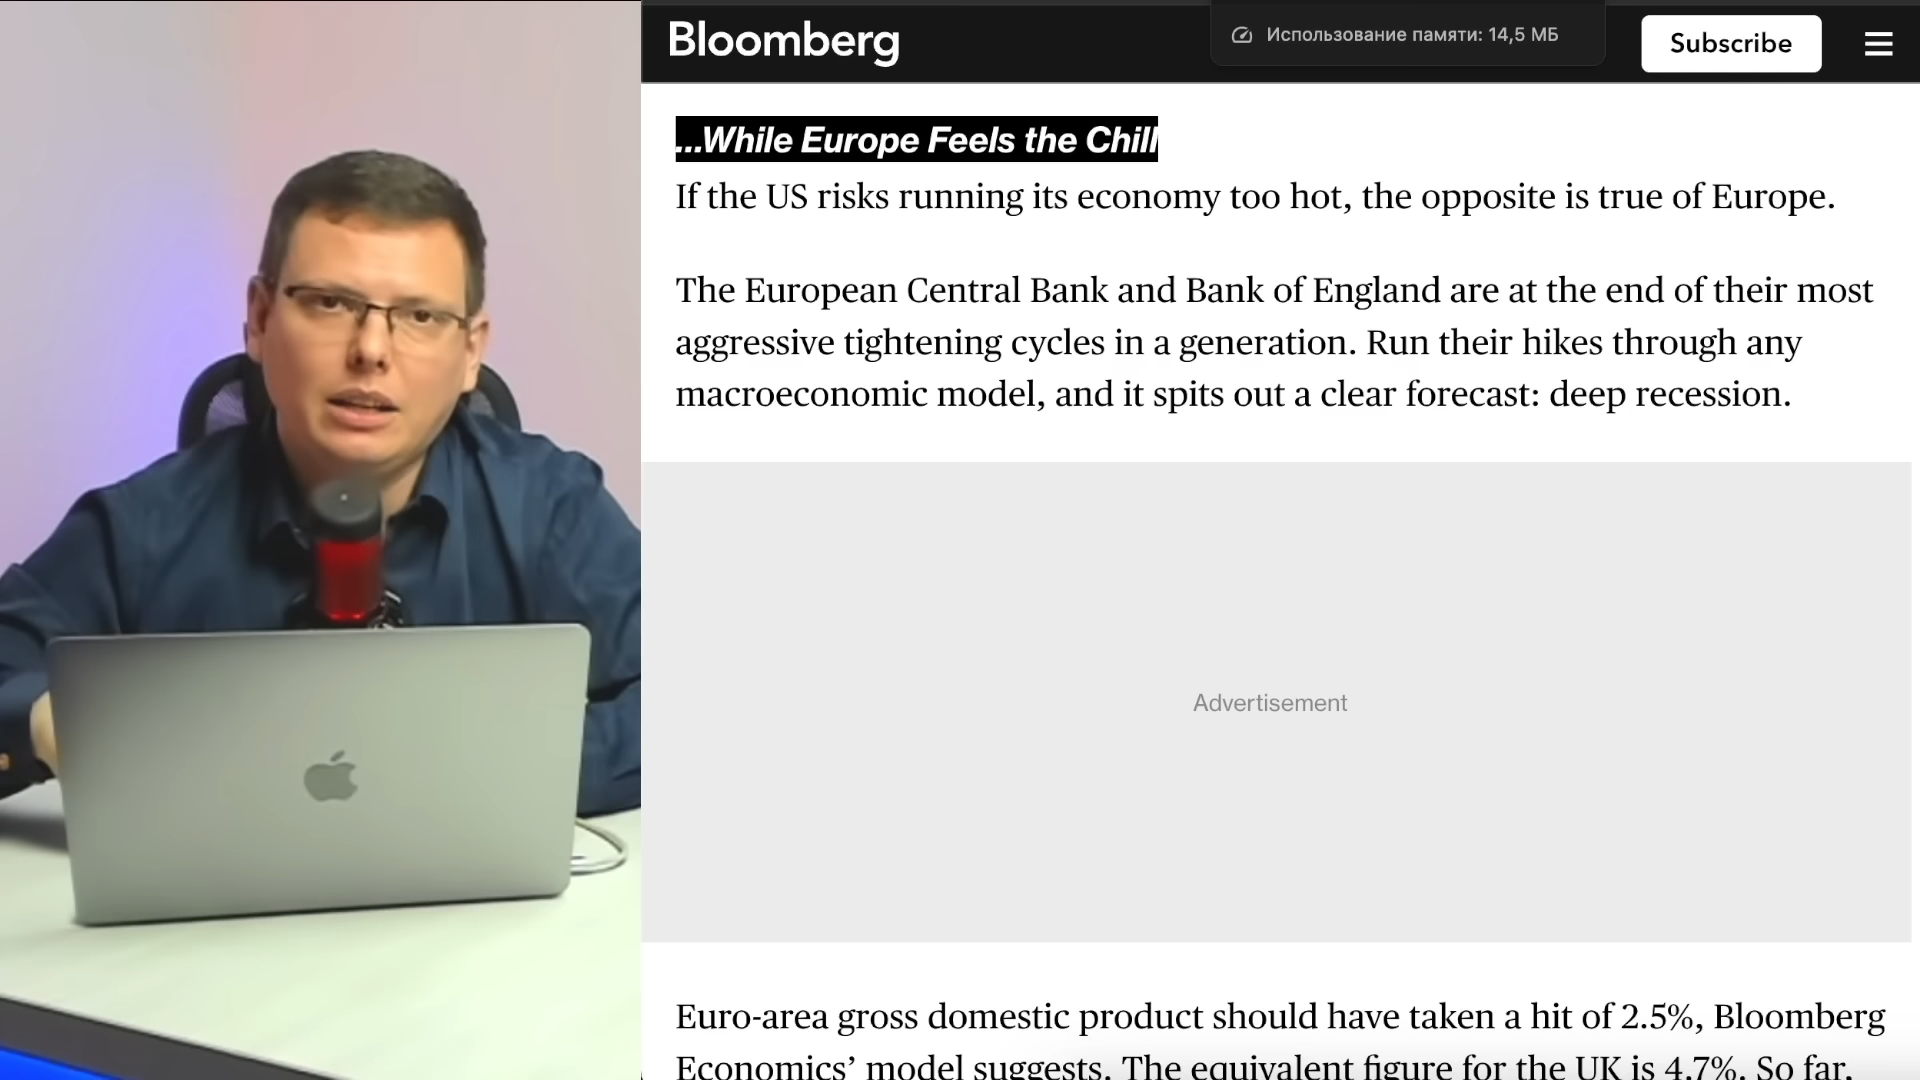 Bloomberg
Использование памяти: 14,5 МБ
Subscribe
...While Europe Feels the Chill
If the US risks running its economy too hot, the opposite is true of Europe.
The European Central Bank and Bank of England are at the end of their most
aggressive tightening cycles in a generation. Run their hikes through any
macroeconomic model, and it spits out a clear forecast: deep recession.
Advertisement
Euro-area gross domestic product should have taken a hit of 2.5%, Bloomberg
Economics’ model suggests. The equivalent figure for the UK is 4.7%. So far,